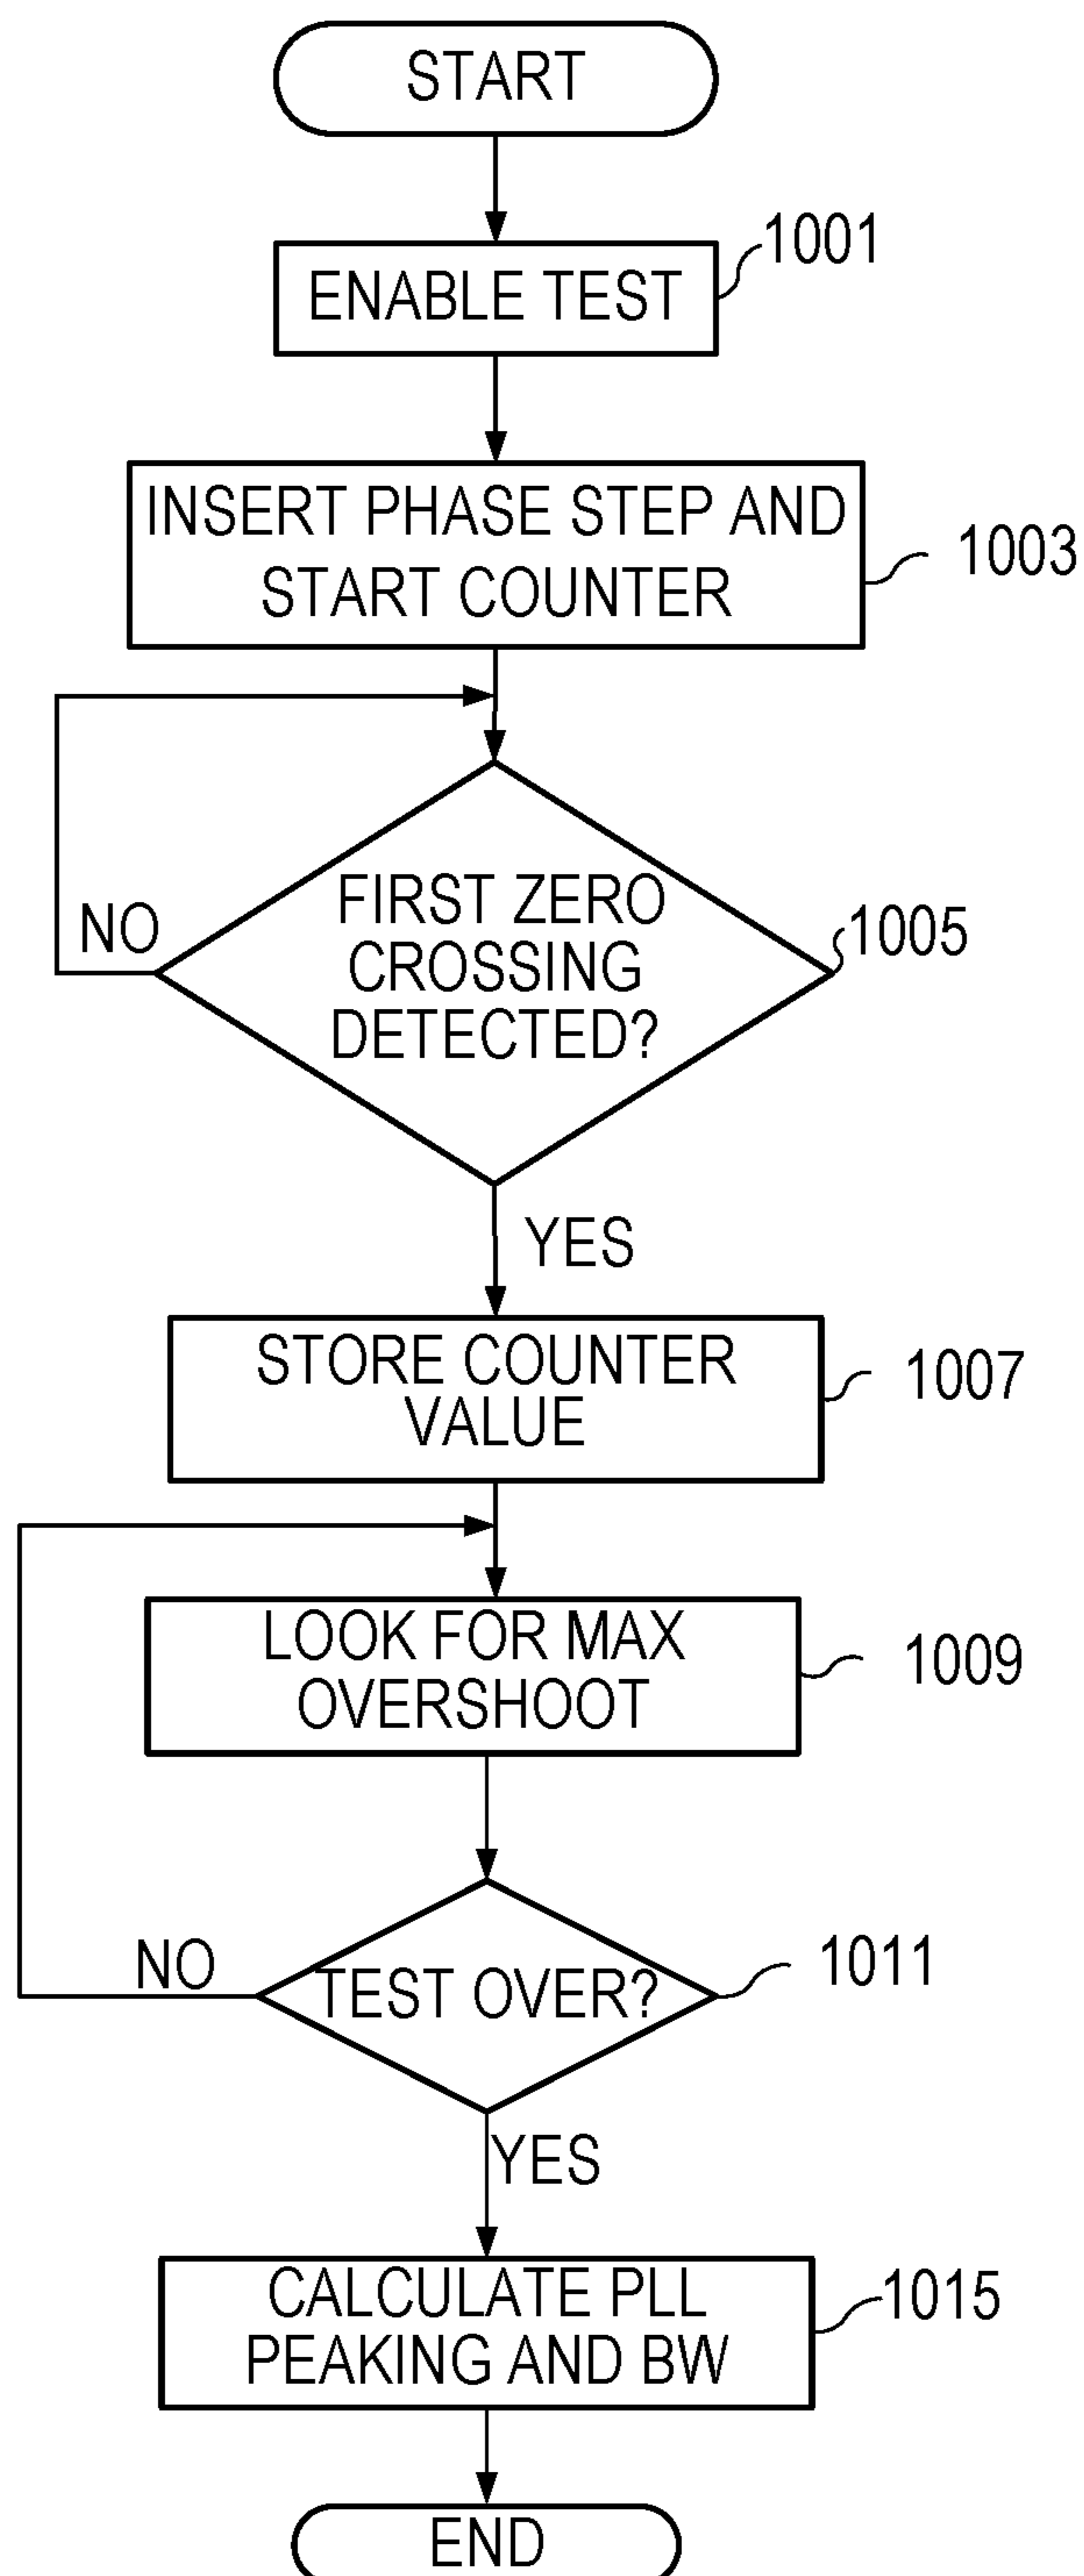 START
ENABLE TEST
1001
INSERT PHASE STEP AND
START COUNTER
1003
FIRST ZERO
CROSSING
DETECTED?
1005
NO
YES
STORE COUNTER
VALUE
1007
LOOK FOR MAX
OVERSHOOT
1009
TEST OVER?
1011
NO
YES
CALCULATE PLL
PEAKING AND BW
1015
END